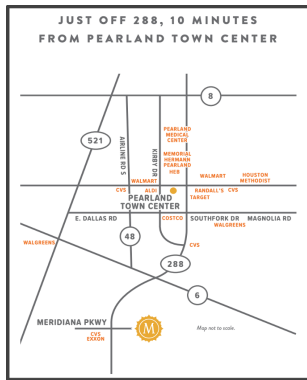 JUST OFF 288, 10 MINUTES
FROM PEARLAND TOWN CENTER
8
521
AIRLINE RD S
KIRBY DR
PEARLAND
MEDICAL
CENTER
MEMORIAL
HERMANN
PEARLAND
HEB
WALMART
WALMART
HOUSTON
METHODIST
CVS
ALDI
RANDALL'S
CVS
PEARLAND
TOWN CENTER
TARGET
E. DALLAS RD
COSTCO
SOUTHFORK DR
MAGNOLIA RD
WALGREENS
WALGREENS
48
CVS
288
6
MERIDIANA PKWY
M
Map not to scale.
CVS
EXXON